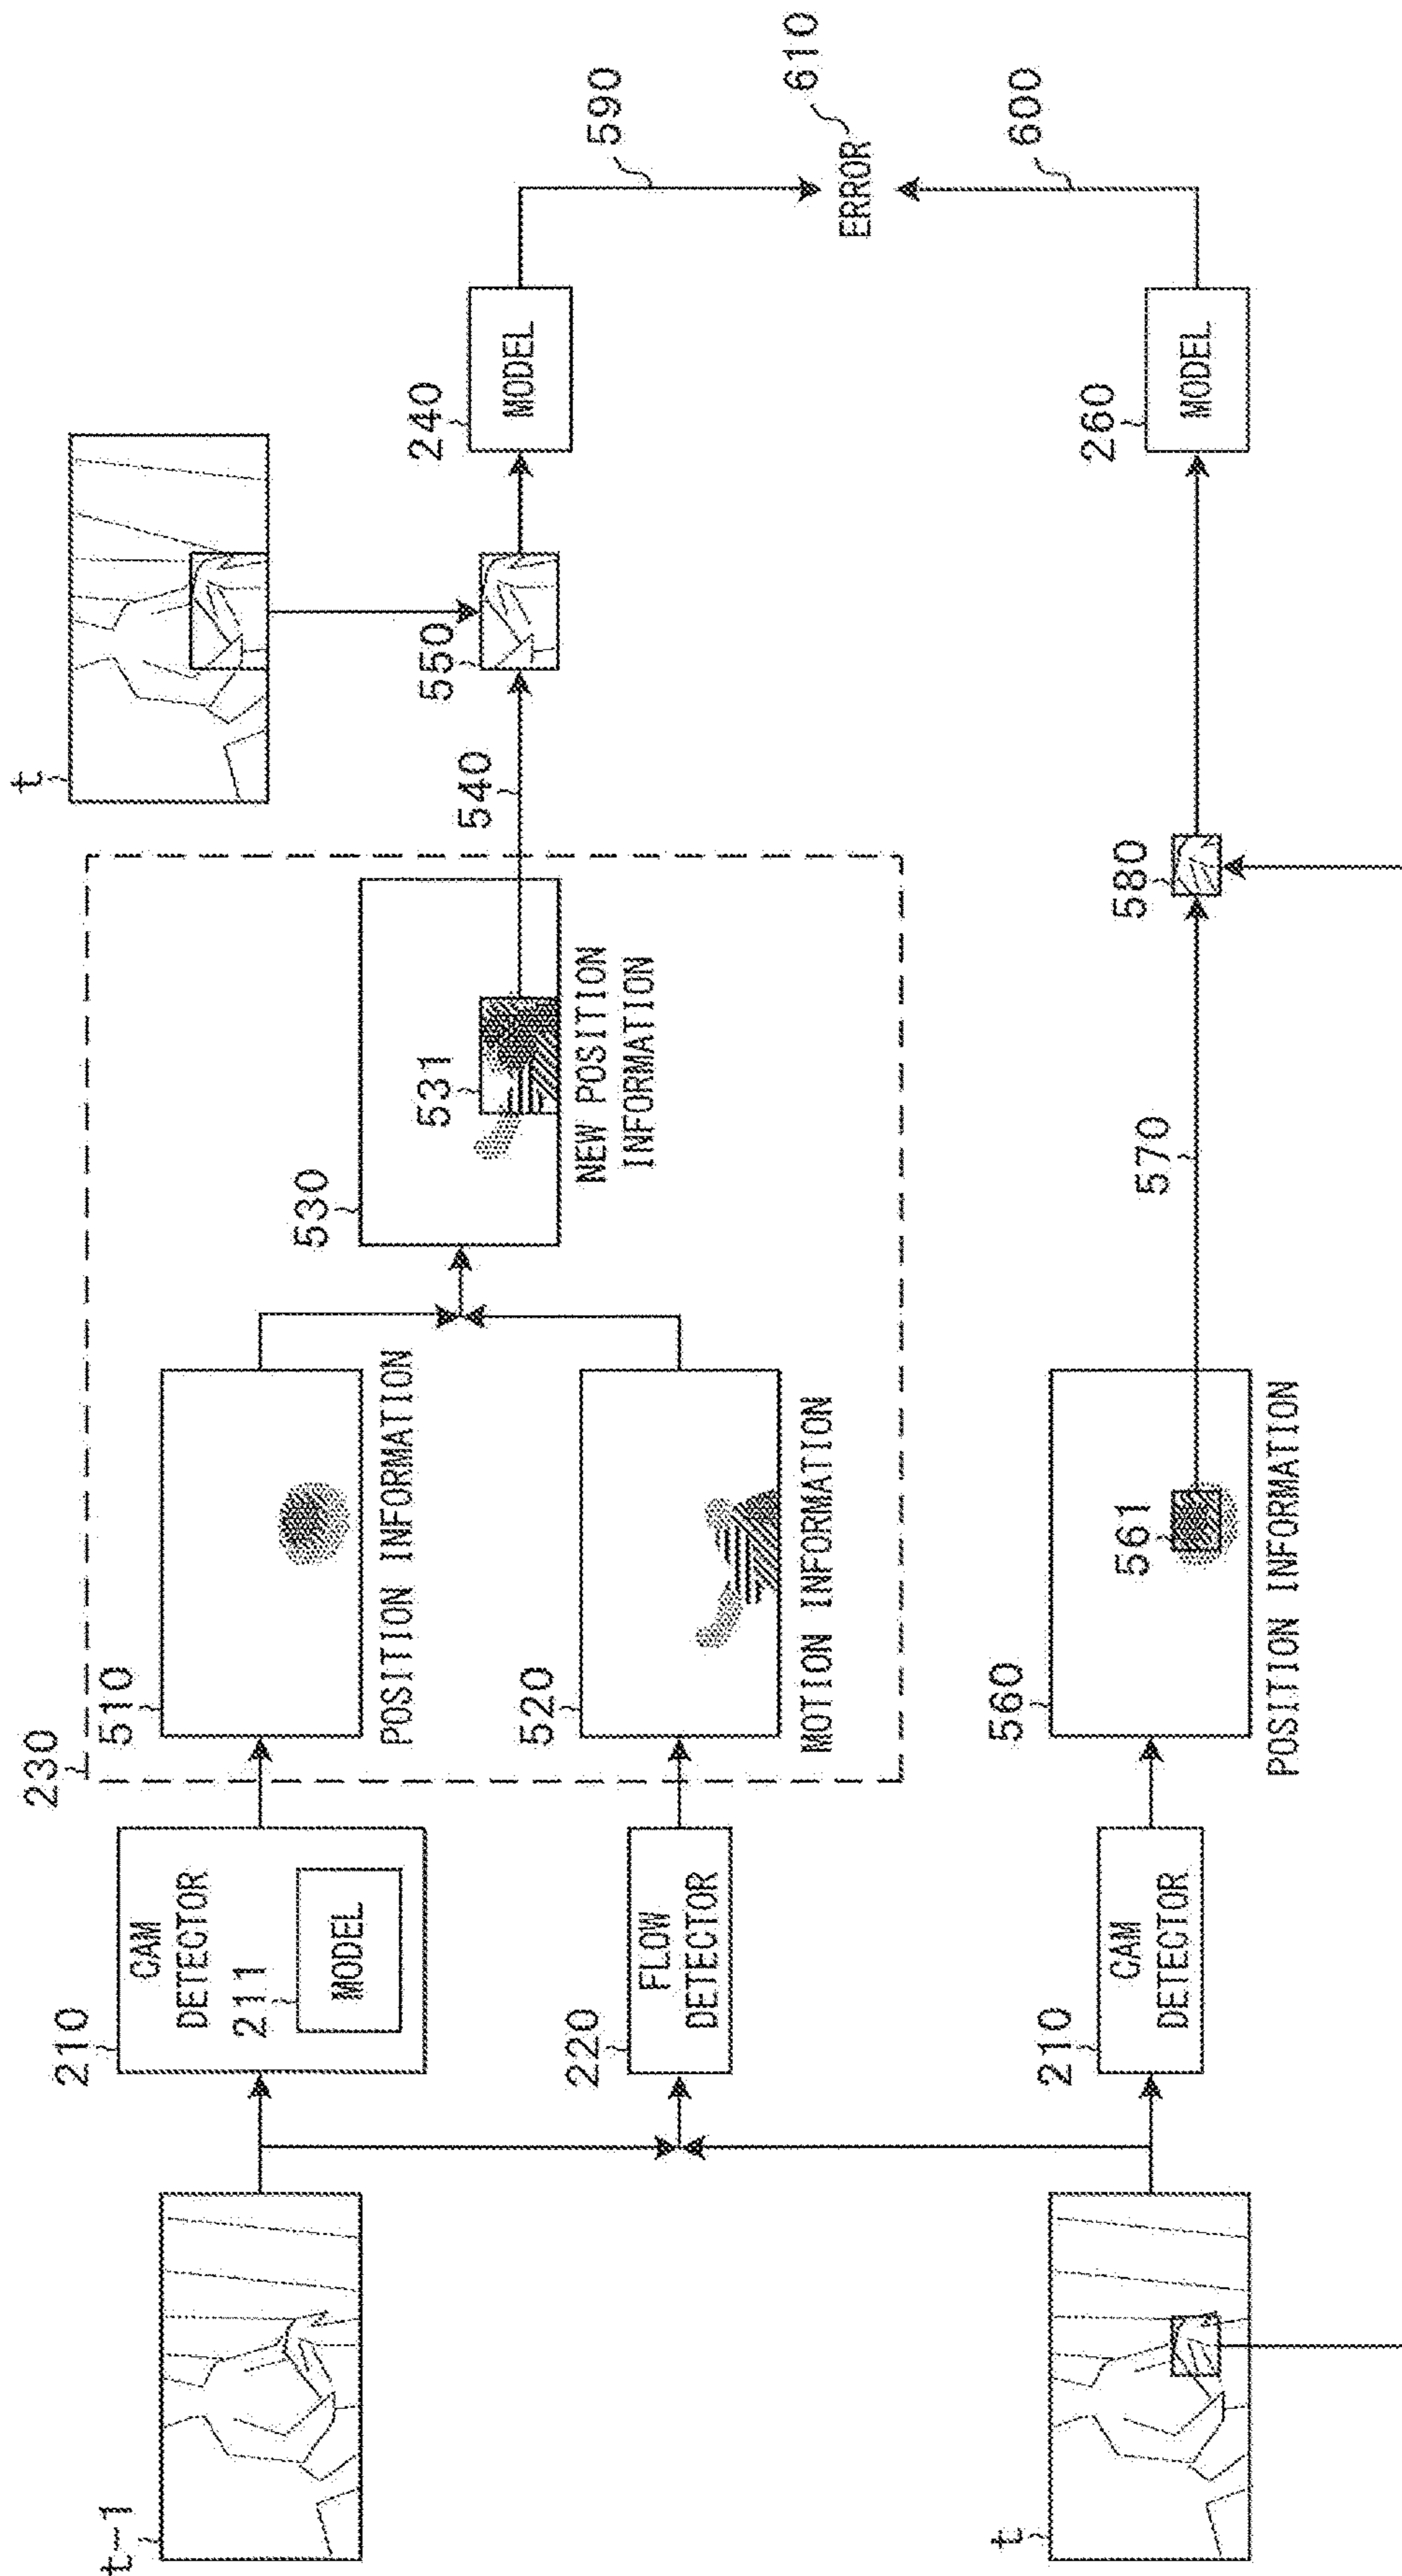 t-1
t
210
CAM
DETECTOR
211
MODEL
220
FLOW
DETECTOR
210
CAM
DETECTOR
230
510
POSITION INFORMATION
520
MOTION INFORMATION
560
561
POSITION INFORMATION
530
531
NEW POSITION
INFORMATION
540
570
t
550
580
240
MODEL
260
MODEL
590
ERROR
610
600